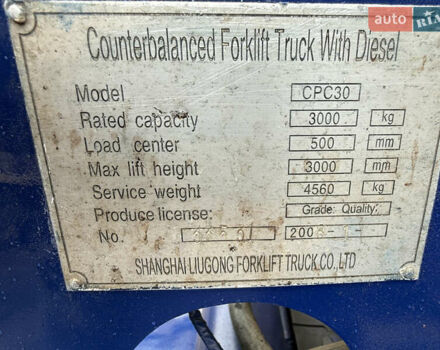 auto RIA
Counterbalanced Forklift Truck With Diesel
Model CPC30
Rated capacity 3000 kg
Load center 500 mm
Max lift height 3000 mm
Service weight 4560 kg
Produce license: Grade: Quality:
No.
SHANGHAI LIUGONG FORKLIFT TRUCK.CO.,LTD